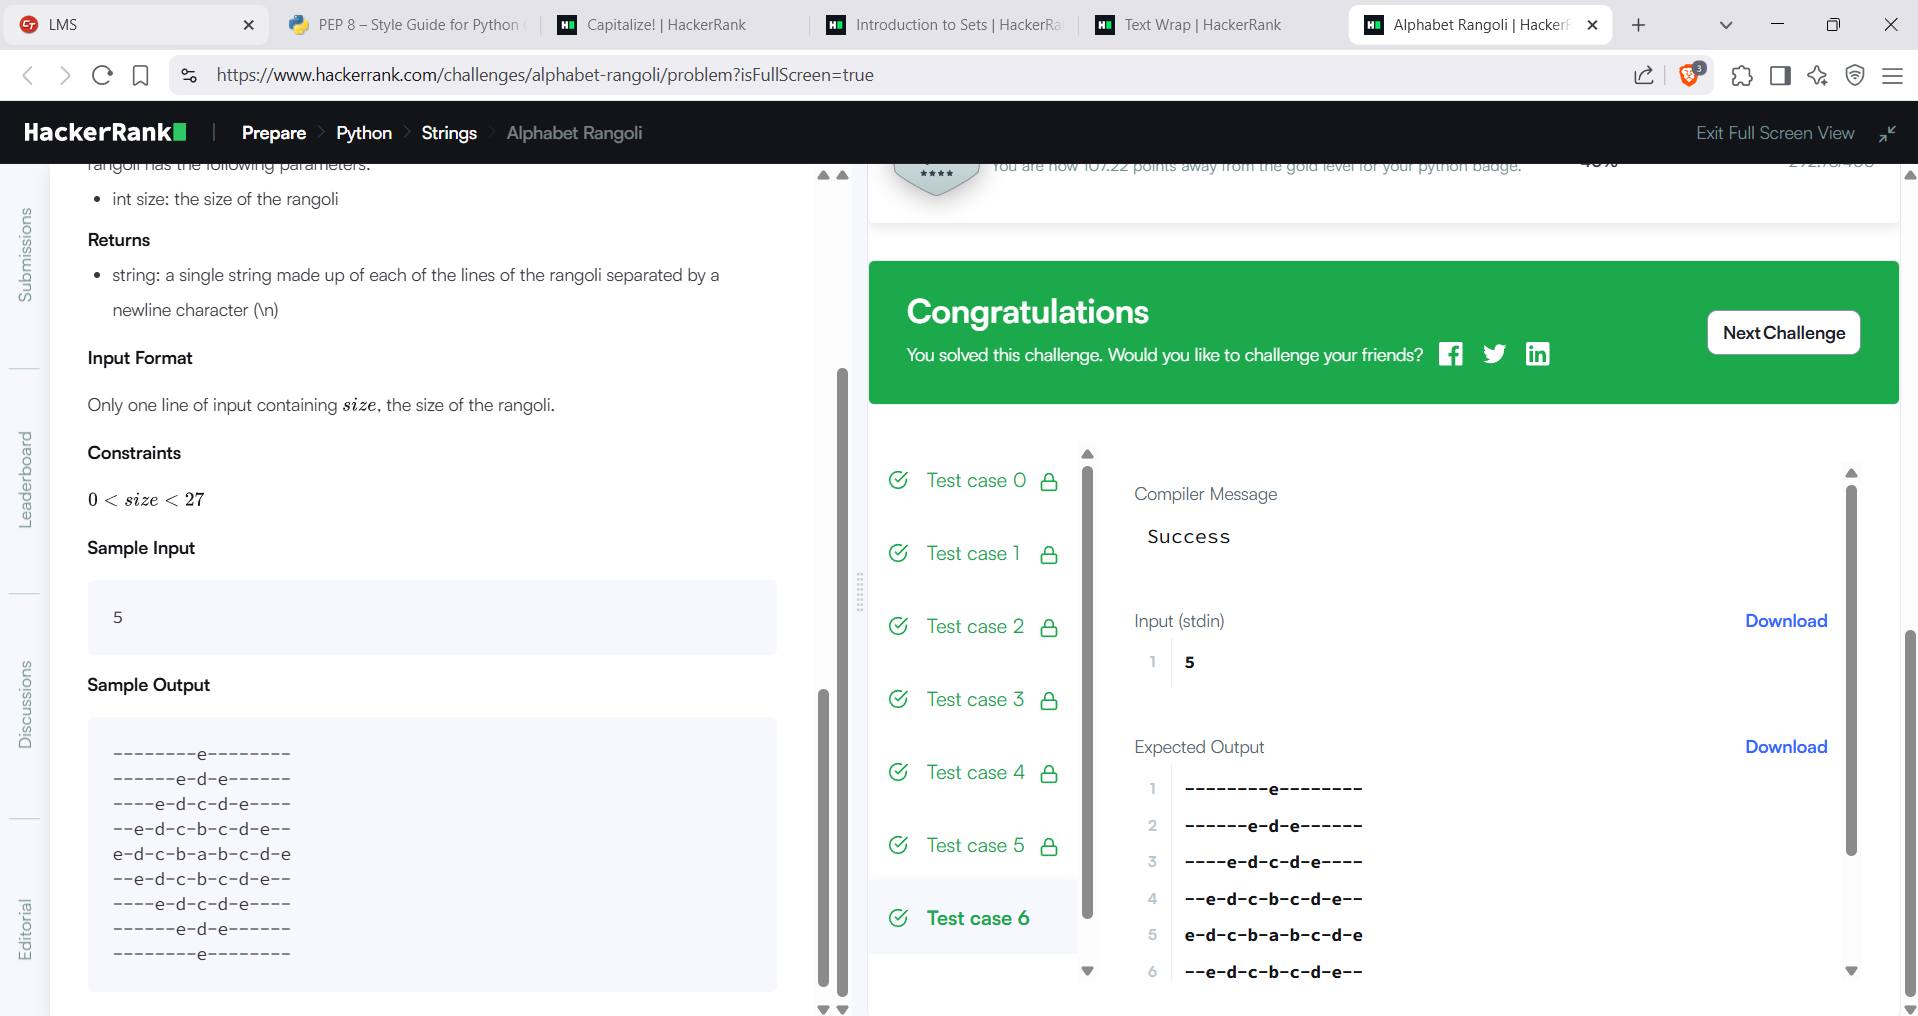 LMS
PEP 8 – Style Guide for Python
Capitalize! | HackerRank
Introduction to Sets | HackerRa
Text Wrap | HackerRank
Alphabet Rangoli | HackerF
https://www.hackerrank.com/challenges/alphabet-rangoli/problem?isFullScreen=true
3
HackerRank
Prepare
Python
Strings
Alphabet Rangoli
Exit Full Screen View
Submissions
Leaderboard
Discussions
Editorial
rangoli has the following parameters:
• int size: the size of the rangoli
Returns
• string: a single string made up of each of the lines of the rangoli separated by a
newline character (\n)
Input Format
Only one line of input containing size, the size of the rangoli.
Constraints
0 < size < 27
Sample Input
5
Sample Output
--------e--------
------e-d-e------
----e-d-c-d-e----
--e-d-c-b-c-d-e--
e-d-c-b-a-b-c-d-e
--e-d-c-b-c-d-e--
----e-d-c-d-e----
------e-d-e------
--------e--------
You are now 107.22 points away from the gold level for your python badge.
Congratulations
You solved this challenge. Would you like to challenge your friends?
Next Challenge
Test case 0
Test case 1
Test case 2
Test case 3
Test case 4
Test case 5
Test case 6
Compiler Message
Success
Input (stdin)
Download
1
5
Expected Output
Download
1 --------e--------
2 ------e-d-e------
3 ----e-d-c-d-e----
4 --e-d-c-b-c-d-e--
5 e-d-c-b-a-b-c-d-e
6 --e-d-c-b-c-d-e--